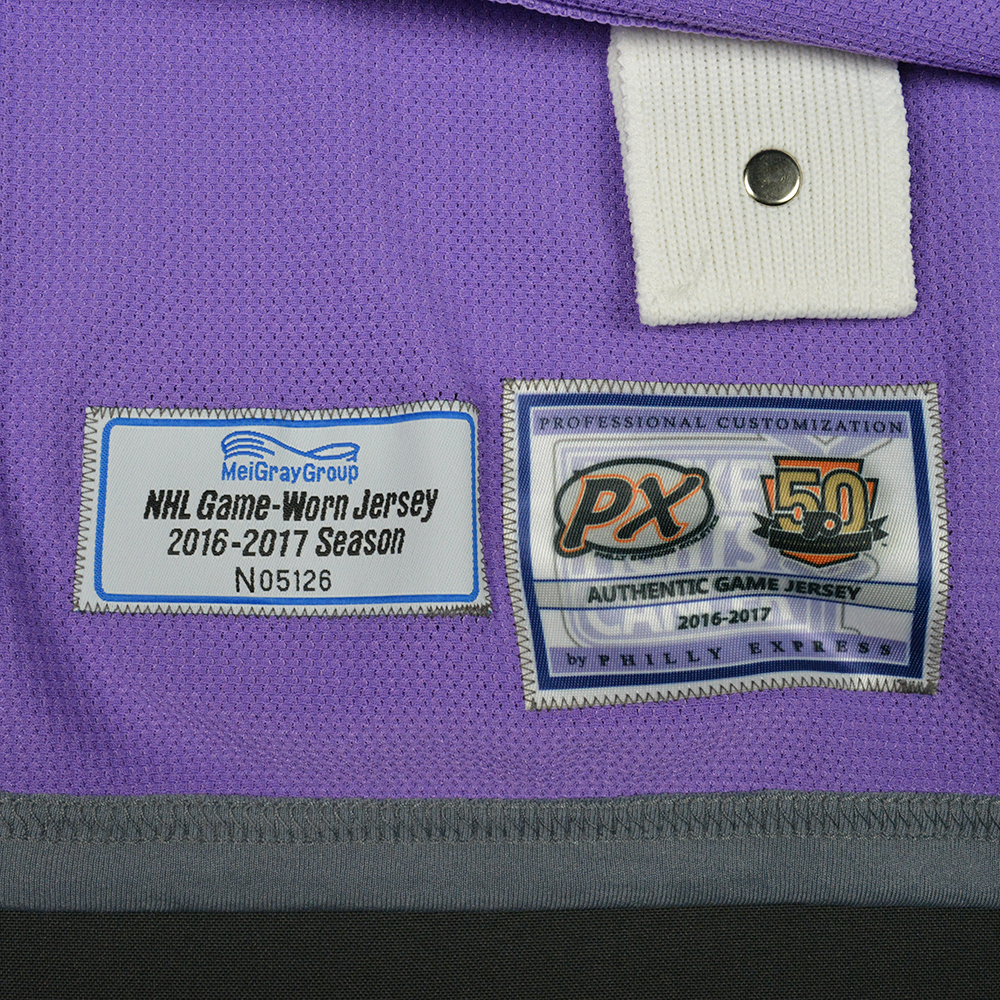 MeiGrayGroup
NHL Game-Worn Jersey
2016-2017 Season
N05126
PROFESSIONAL CUSTOMIZATION
PX
50
AUTHENTIC GAME JERSEY
2016-2017
by PHILLY EXPRESS